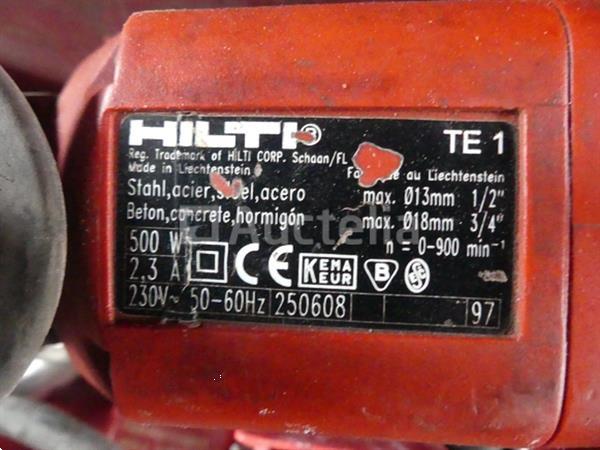 HILTI® TE 1
Reg. Trademark of HILTI CORP. Schaan/FL
Made in Liechtenstein au Liechtenstein
Stahl,acier,steel,acero max. Ø13mm 1/2"
Beton,concrete,hormigón max. Ø18mm 3/4"
Auctelia
500 W n = 0-900 min⁻¹
2,3 A CE KEMA KEUR B
230V~ 50-60Hz 250608 97